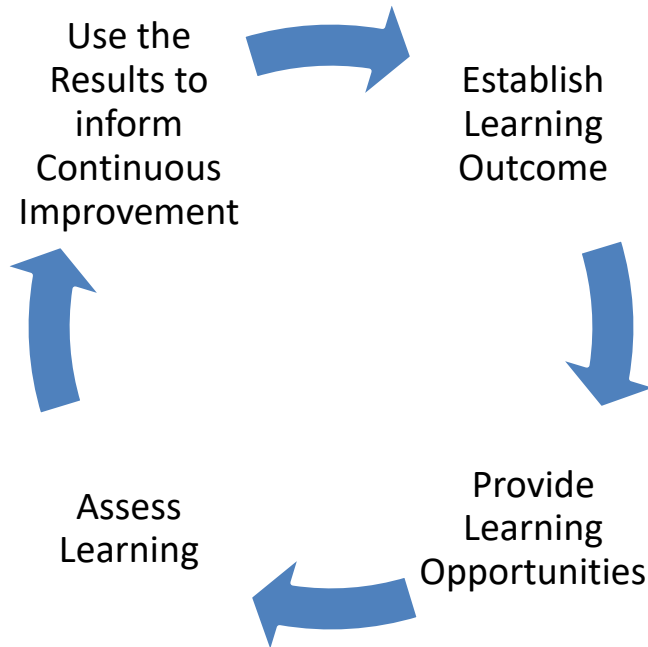 Use the
Results to
inform
Continuous
Improvement
Establish
Learning
Outcome
Provide
Learning
Opportunities
Assess
Learning